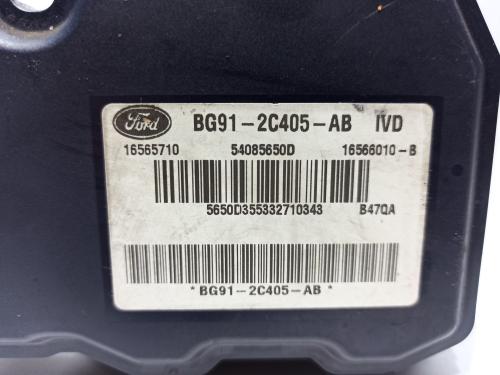 Ford BG91-2C405-AB IVD
16565710 54085650D 16566010-B
5650D355332710343 B47QA
*BG91-2C405-AB*